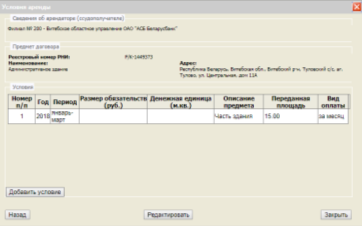 Условия аренды
Сведения об арендаторе (ссудополучателе)
Филиал № 200 - Витебское областное управление ОАО "АСБ Беларусбанк"
Предмет договора
Реестровый номер РНИ: P/X-1449373
Наименование: Адрес:
Административное здание Республика Беларусь, Витебская обл., Витебский р-н, Туловский с/с, аг.
Тулово, ул. Центральная, дом 11А
Условия
Номер п/п Год Период Размер обязательств (руб.) Денежная единица (м.кв.) Описание предмета Переданная площадь Вид оплаты
1 2018 январь-март Часть здания 15.00 за месяц
Добавить условие
Назад Редактировать Закрыть